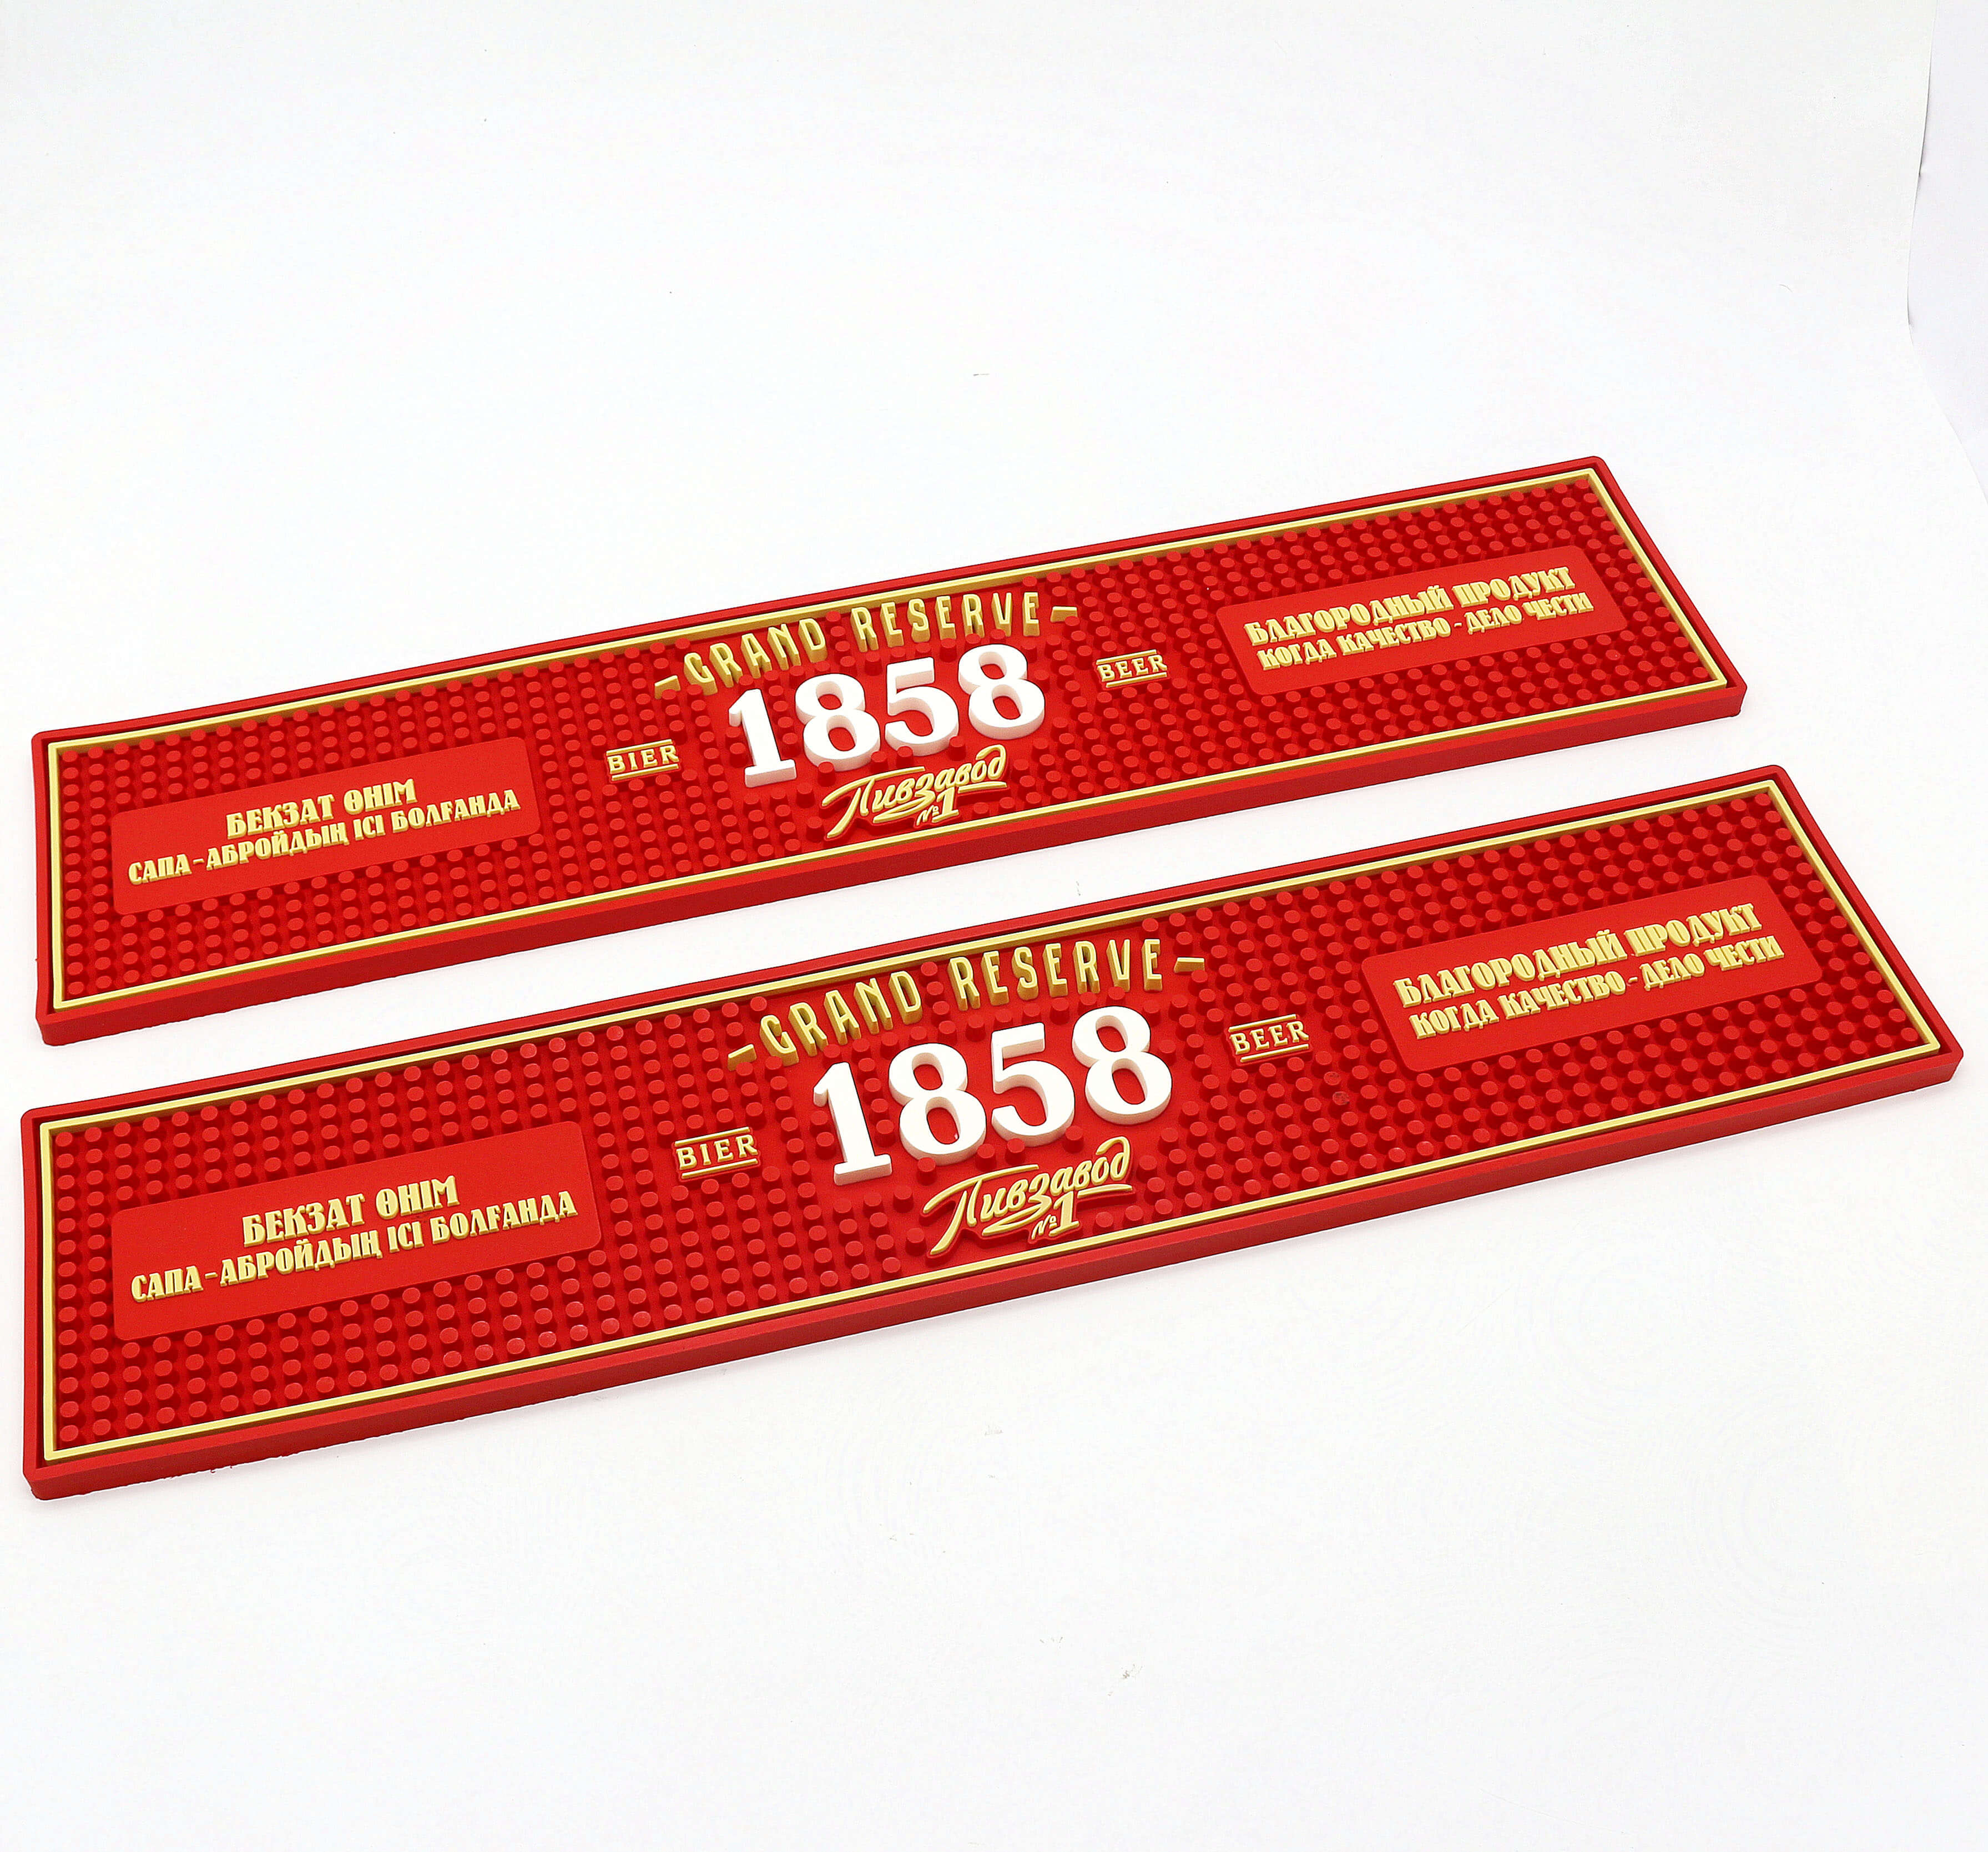 GRAND RESERVE
1858
Пивзавод
№1
BIER
BEER
БЕКЗАТ ӨНІМ
САПА – АБРОЙДЫҢ ІСІ БОЛҒАНДА
БЛАГОРОДНЫЙ ПРОДУКТ
КОГДА КАЧЕСТВО - ДЕЛО ЧЕСТИ
GRAND RESERVE
1858
Пивзавод
№1
BIER
BEER
БЕКЗАТ ӨНІМ
САПА – АБРОЙДЫҢ ІСІ БОЛҒАНДА
БЛАГОРОДНЫЙ ПРОДУКТ
КОГДА КАЧЕСТВО - ДЕЛО ЧЕСТИ